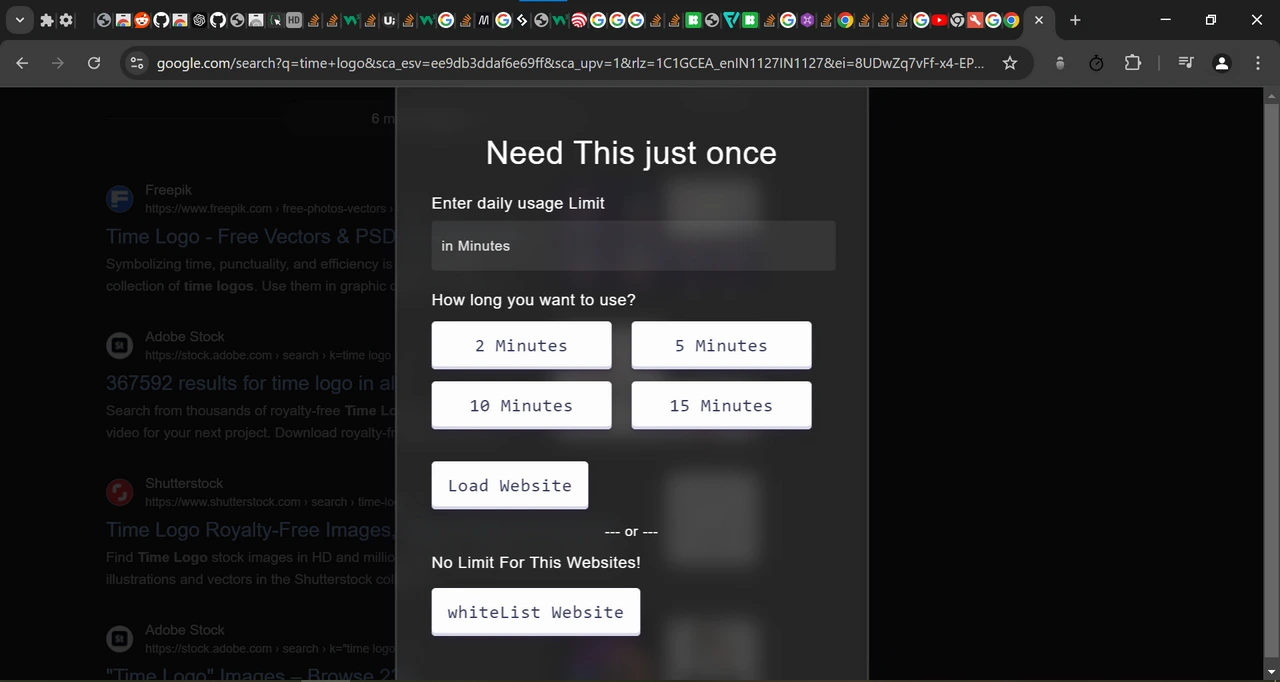 google.com/search?q=time+logo&sca_esv=ee9db3ddaf6e69ff&sca_upv=1&rlz=1C1GCEA_enIN1127IN1127&ei=8UDwZq7vFf-x4-EP...
6 m
Need This just once
Enter daily usage Limit
in Minutes
How long you want to use?
2 Minutes
5 Minutes
10 Minutes
15 Minutes
Load Website
--- or ---
No Limit For This Websites!
whiteList Website
Freepik
https://www.freepik.com › free-photos-vectors ›
Time Logo - Free Vectors & PSD
Symbolizing time, punctuality, and efficiency is
collection of time logos. Use them in graphic
Adobe Stock
https://stock.adobe.com › search › k=time logo
367592 results for time logo in al
Search from thousands of royalty-free Time Lo
video for your next project. Download royalty-fr
Shutterstock
https://www.shutterstock.com › search › time-lo
Time Logo Royalty-Free Images,
Find Time Logo stock images in HD and millio
illustrations and vectors in the Shutterstock coll
Adobe Stock
https://stock.adobe.com › search › k="time logo
"Time Logo" Images – Browse